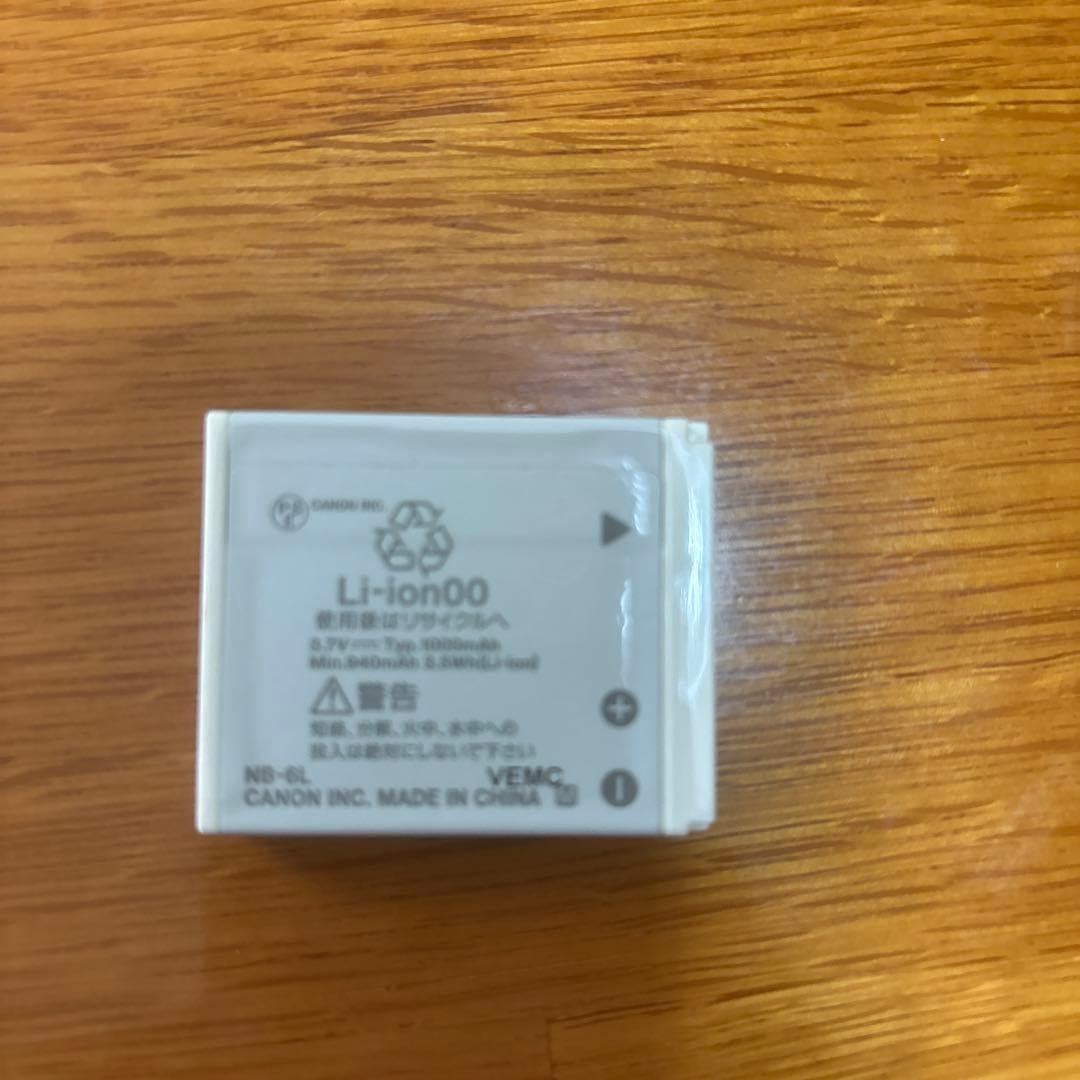 PSE CANON INC.
Li-ion00
使用後はリサイクルへ
3.7V⎓Typ.1000mAh
Min.940mAh 3.5Wh(Li-ion)
警告
短絡、分解、火中、水中への
投入は絶対にしないで下さい
NB-6L VEMC
CANON INC. MADE IN CHINA